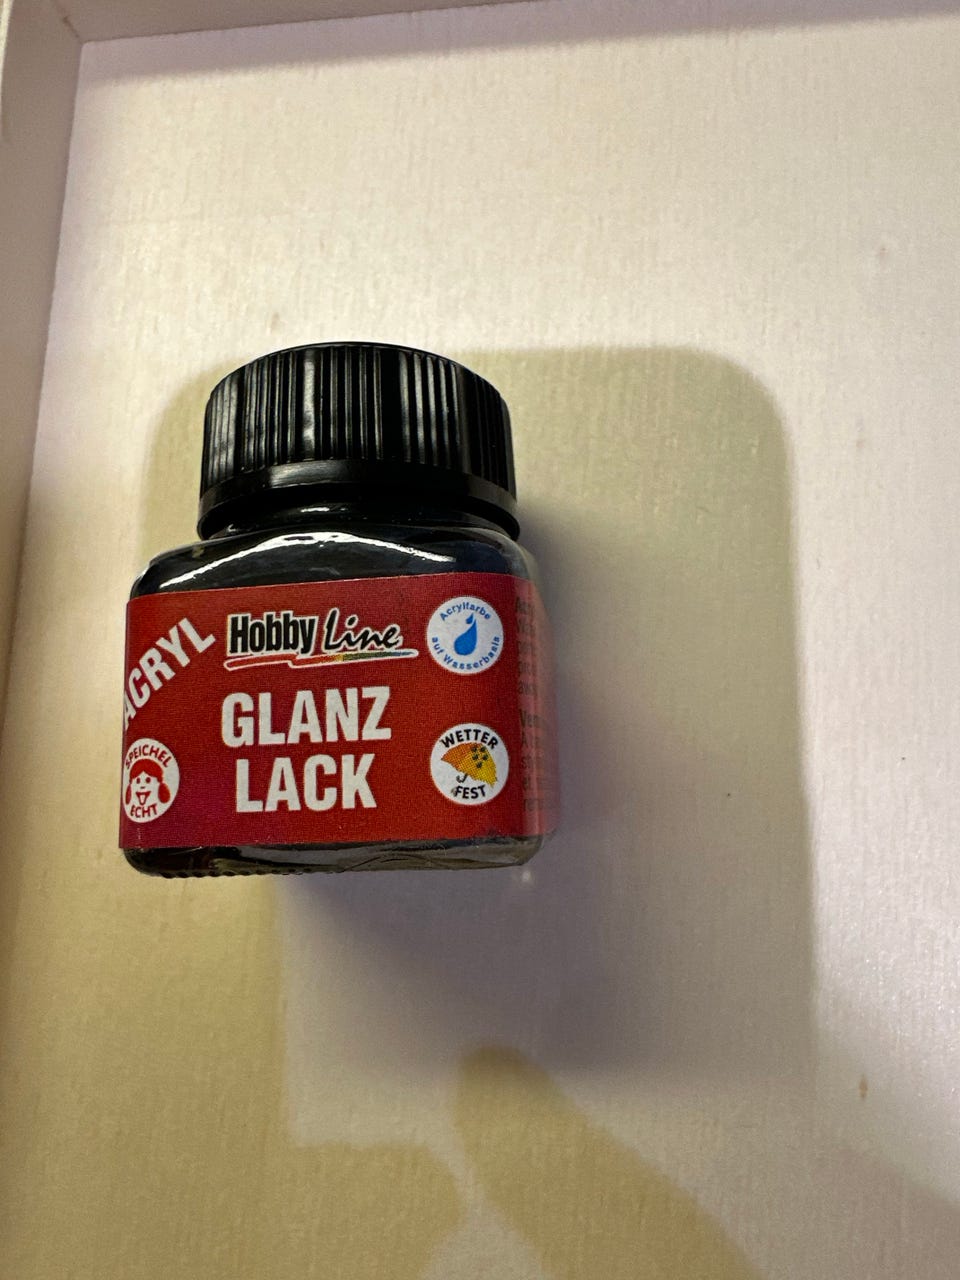 ACRYL
Hobby Line
Acrylfarbe
auf Wasserbasis
GLANZ
LACK
SPEICHEL
ECHT
WETTER
FEST